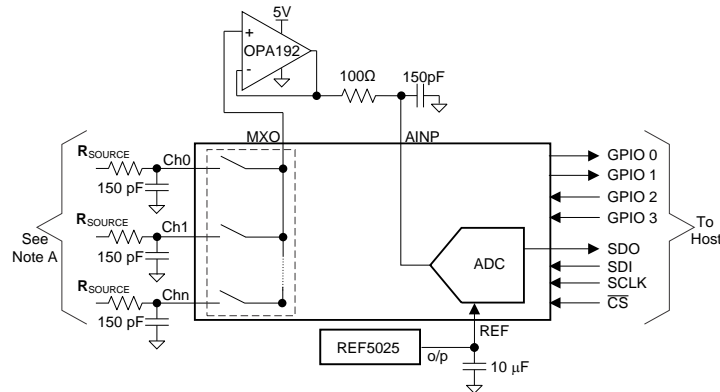 5V
+
OPA192
-
100Ω
150pF
MXO
AINP
RSOURCE
Ch0
150 pF
RSOURCE
Ch1
150 pF
RSOURCE
Chn
150 pF
See
Note A
ADC
REF
GPIO 0
GPIO 1
GPIO 2
GPIO 3
SDO
SDI
SCLK
CS
To
Host
REF5025
o/p
10 μF